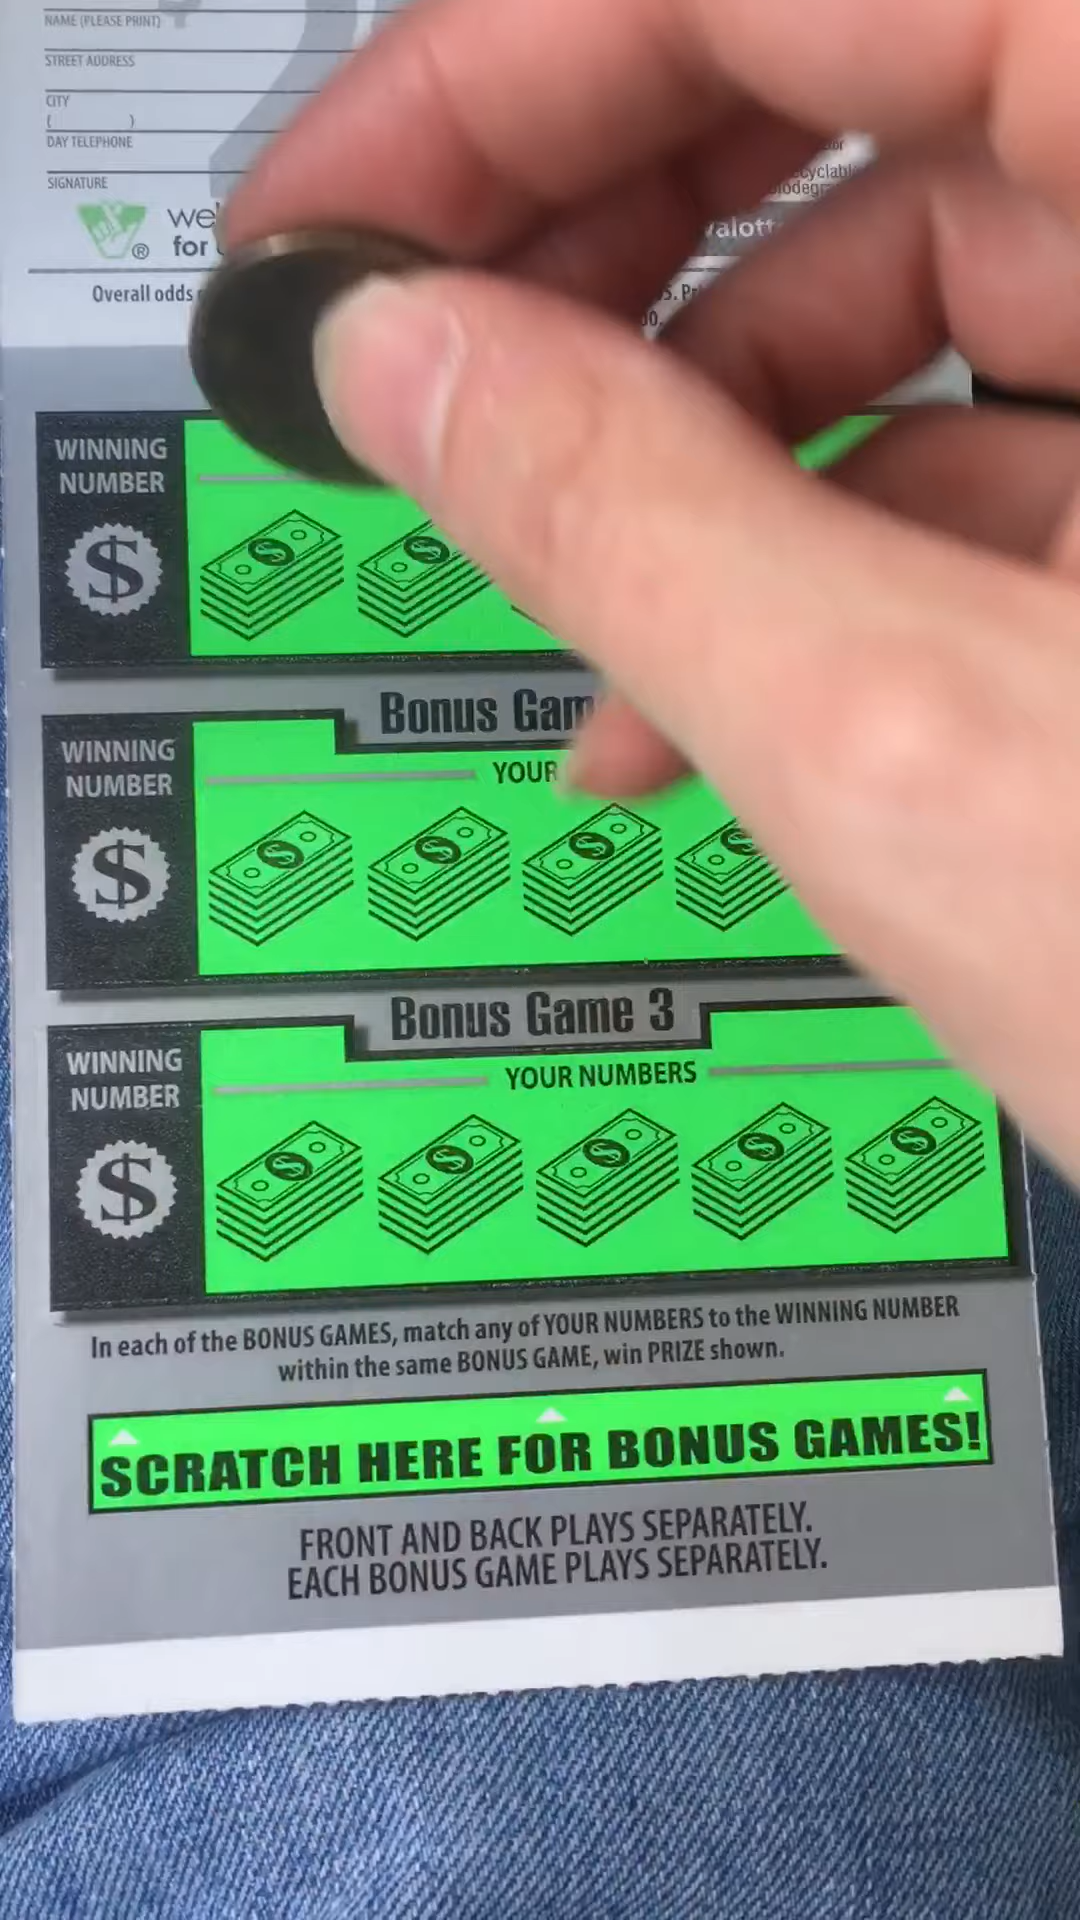 NAME (PLEASE PRINT)
STREET ADDRESS
CITY
( )
DAY TELEPHONE
SIGNATURE
®
for
Overall odds
WINNING
NUMBER
$
Bonus
WINNING
NUMBER
YOUR
$
Bonus Game 3
WINNING
NUMBER
YOUR NUMBERS
$
In each of the BONUS GAMES, match any of YOUR NUMBERS to the WINNING NUMBER
within the same BONUS GAME, win PRIZE shown.
SCRATCH HERE FOR BONUS GAMES!
FRONT AND BACK PLAYS SEPARATELY.
EACH BONUS GAME PLAYS SEPARATELY.